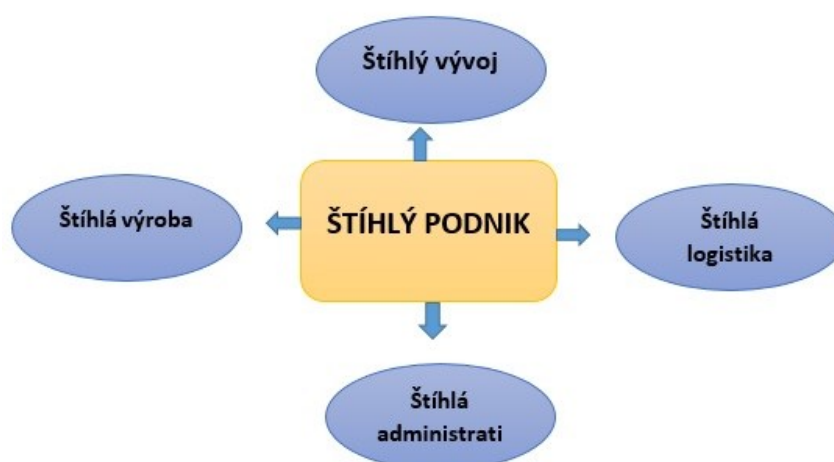 Štíhlý vývoj
Štíhlá výroba
ŠTÍHLÝ PODNIK
Štíhlá
logistika
Štíhlá
administrati